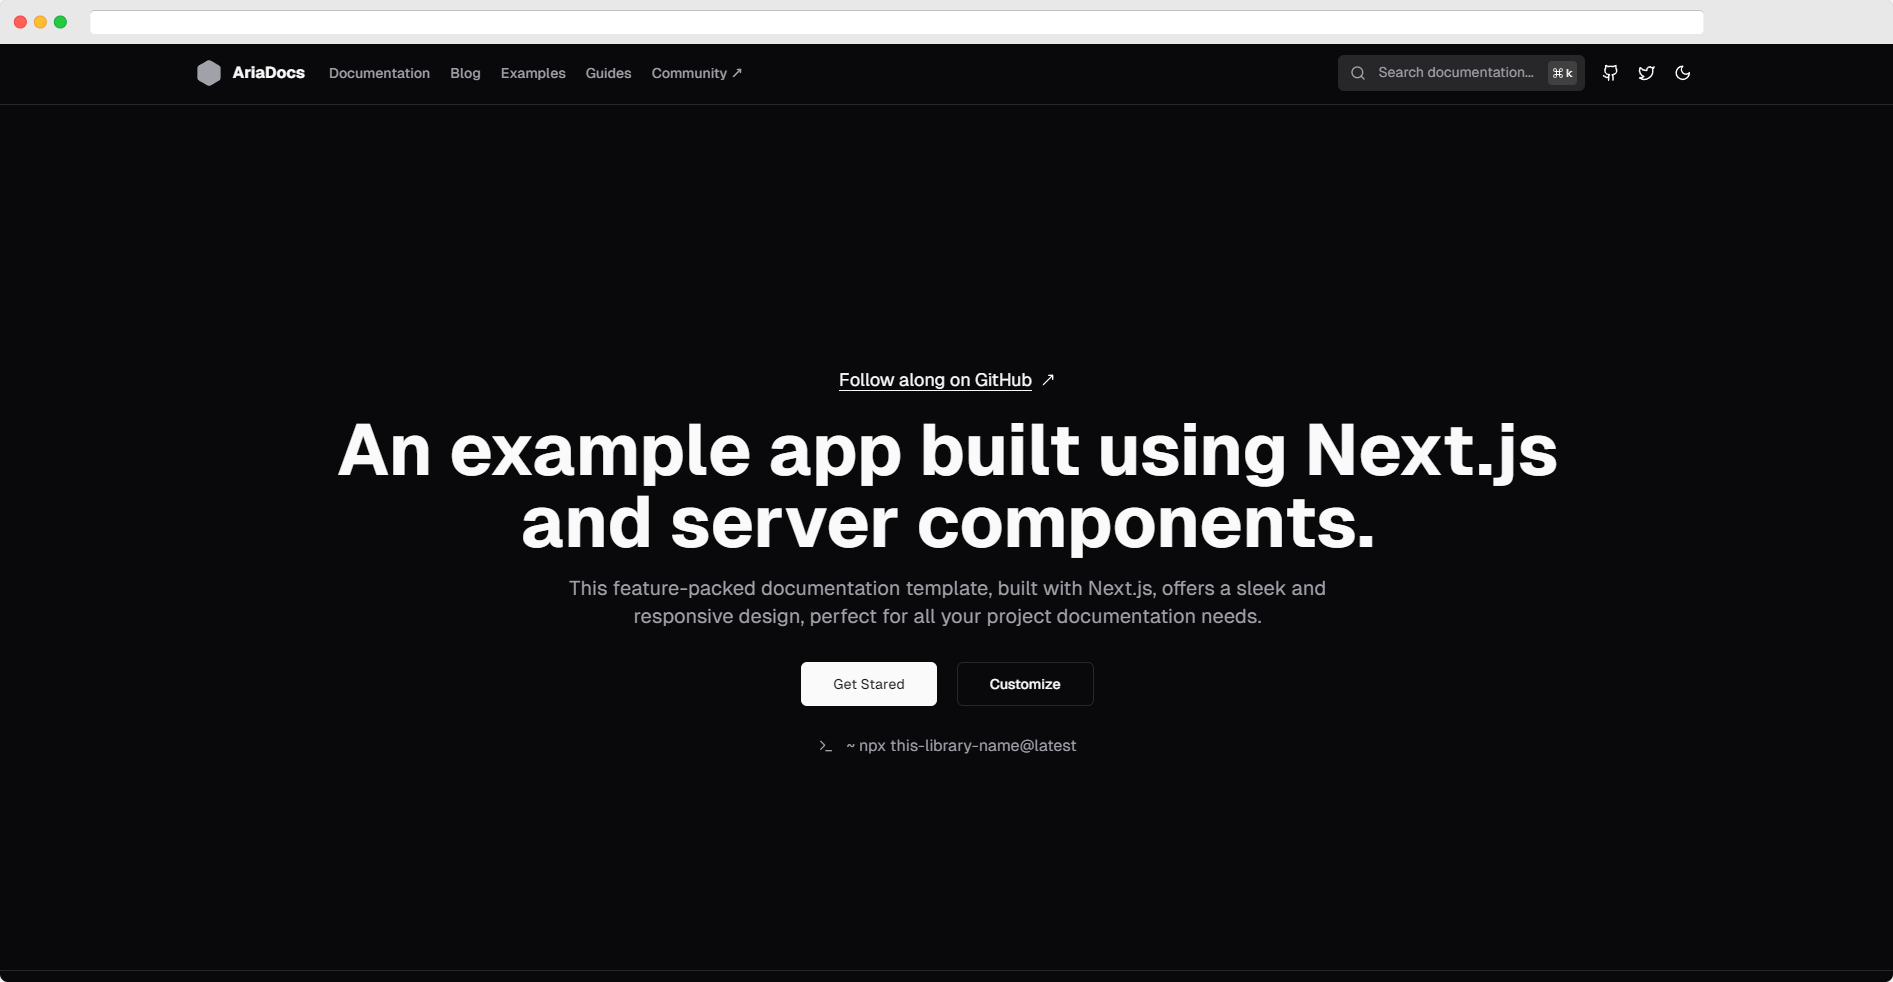 AriaDocs Documentation Blog Examples Guides Community ↗ Search documentation... ⌘k
Follow along on GitHub ↗
An example app built using Next.js
and server components.
This feature-packed documentation template, built with Next.js, offers a sleek and
responsive design, perfect for all your project documentation needs.
Get Stared Customize
~ npx this-library-name@latest